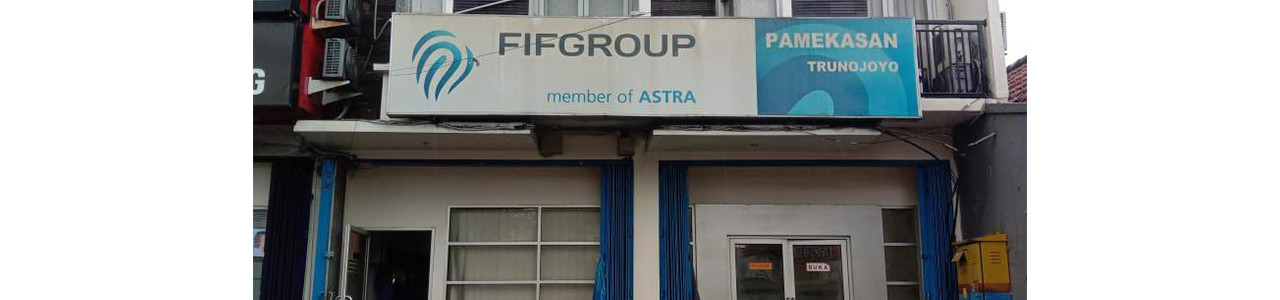 FIFGROUP
member of ASTRA
PAMEKASAN
TRUNOJOYO
G
BUKA